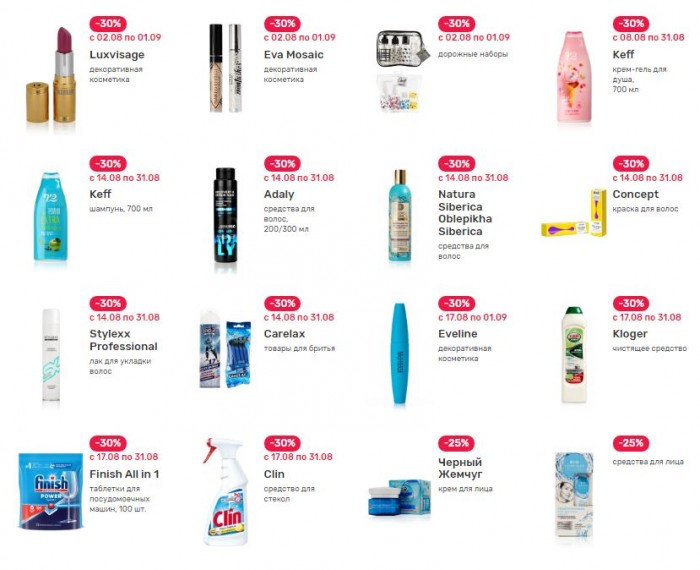 -30%
с 02.08 по 01.09
Luxvisage
декоративная
косметика
-30%
с 02.08 по 01.09
Eva Mosaic
декоративная
косметика
-30%
с 02.08 по 01.09
дорожные наборы
-30%
с 08.08 по 31.08
Keff
крем-гель для
душа,
700 мл
-30%
с 14.08 по 31.08
Keff
шампунь, 700 мл
-30%
с 14.08 по 31.08
Adaly
средства для
волос,
200/300 мл
-30%
с 14.08 по 31.08
Natura
Siberica
Oblepikha
Siberica
средства для
волос
-30%
с 14.08 по 31.08
Concept
краска для волос
-30%
с 14.08 по 31.08
Stylexx
Professional
лак для укладки
волос
-30%
с 14.08 по 31.08
Carelax
товары для бритья
-30%
с 17.08 по 01.09
Eveline
декоративная
косметика
-30%
с 17.08 по 31.08
Kloger
чистящее средство
-30%
с 17.08 по 31.08
Finish All in 1
таблетки для
посудомоечных
машин, 100 шт.
finish
POWER
-30%
с 17.08 по 31.08
Clin
средство для
стекол
Clin
-25%
Черный
Жемчуг
крем для лица
-25%
средства для лица